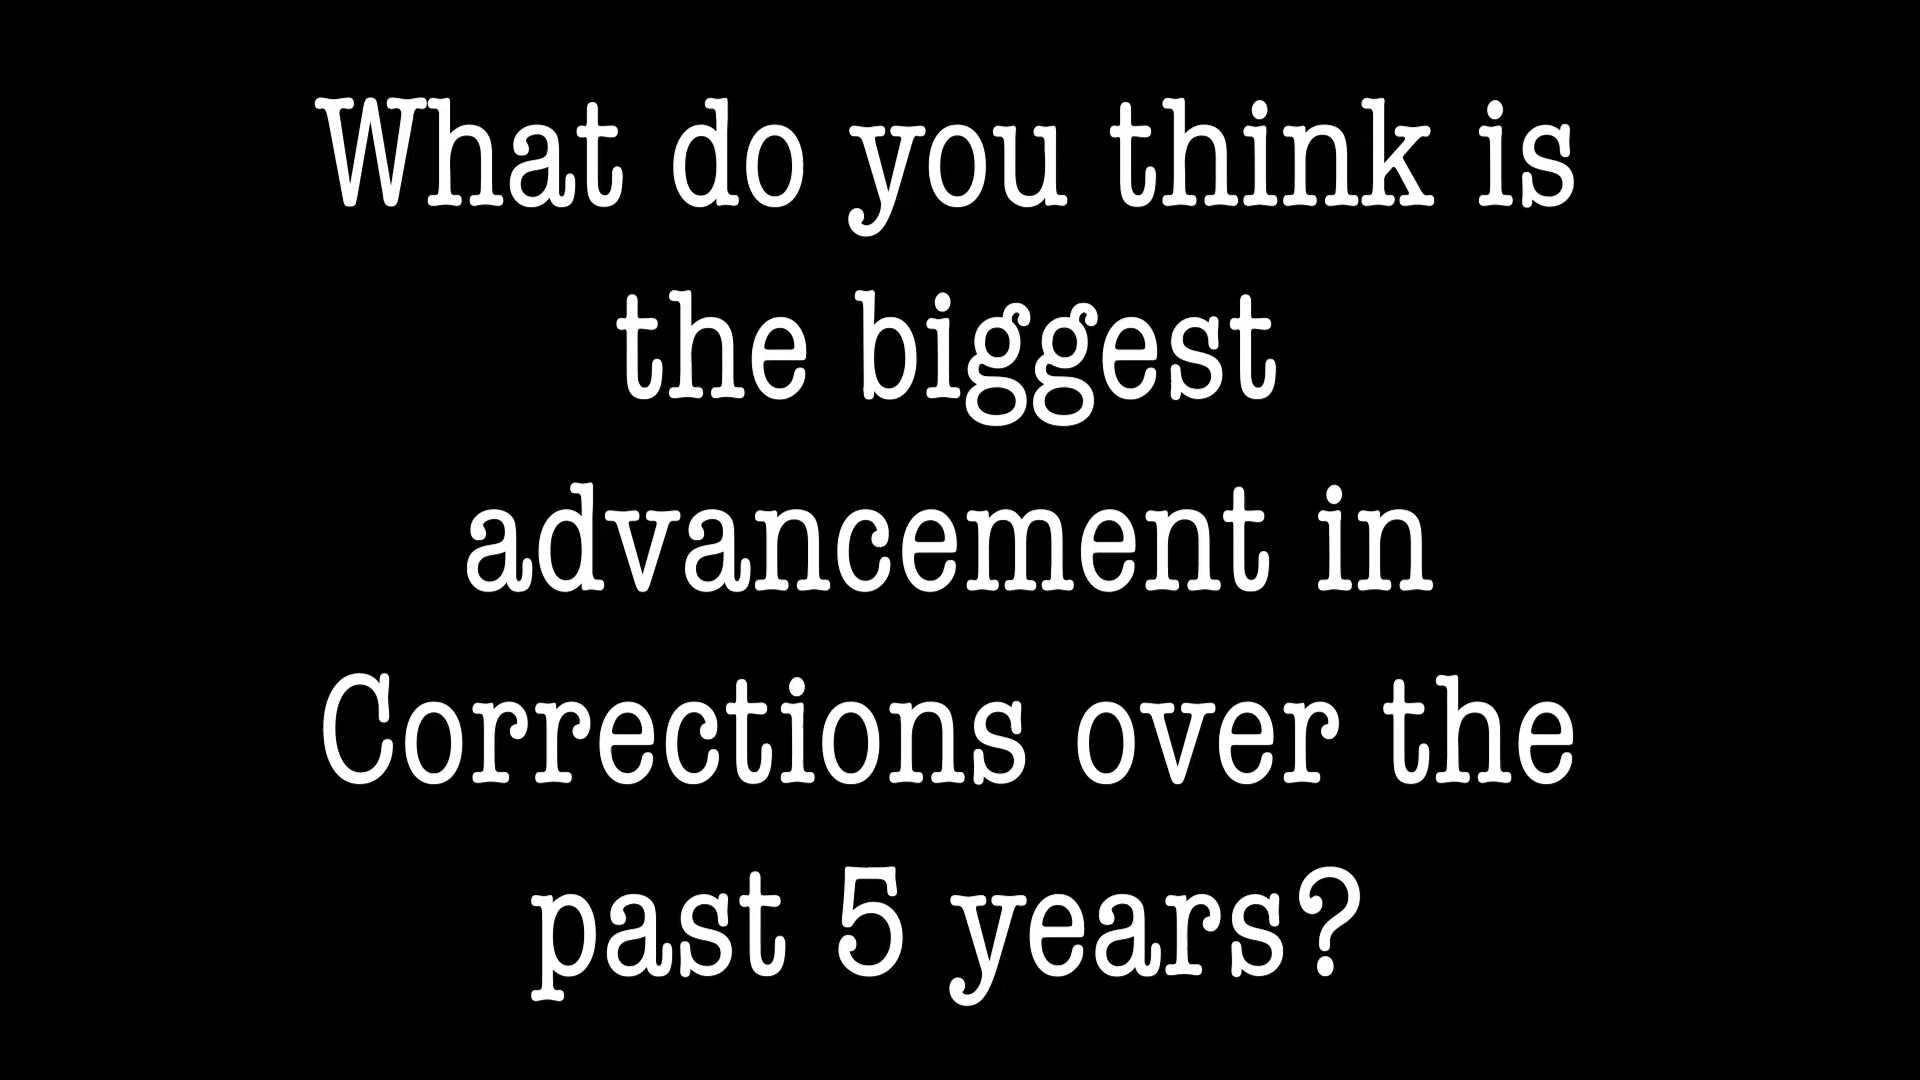 What do you think is
the biggest
advancement in
Corrections over the
past 5 years?